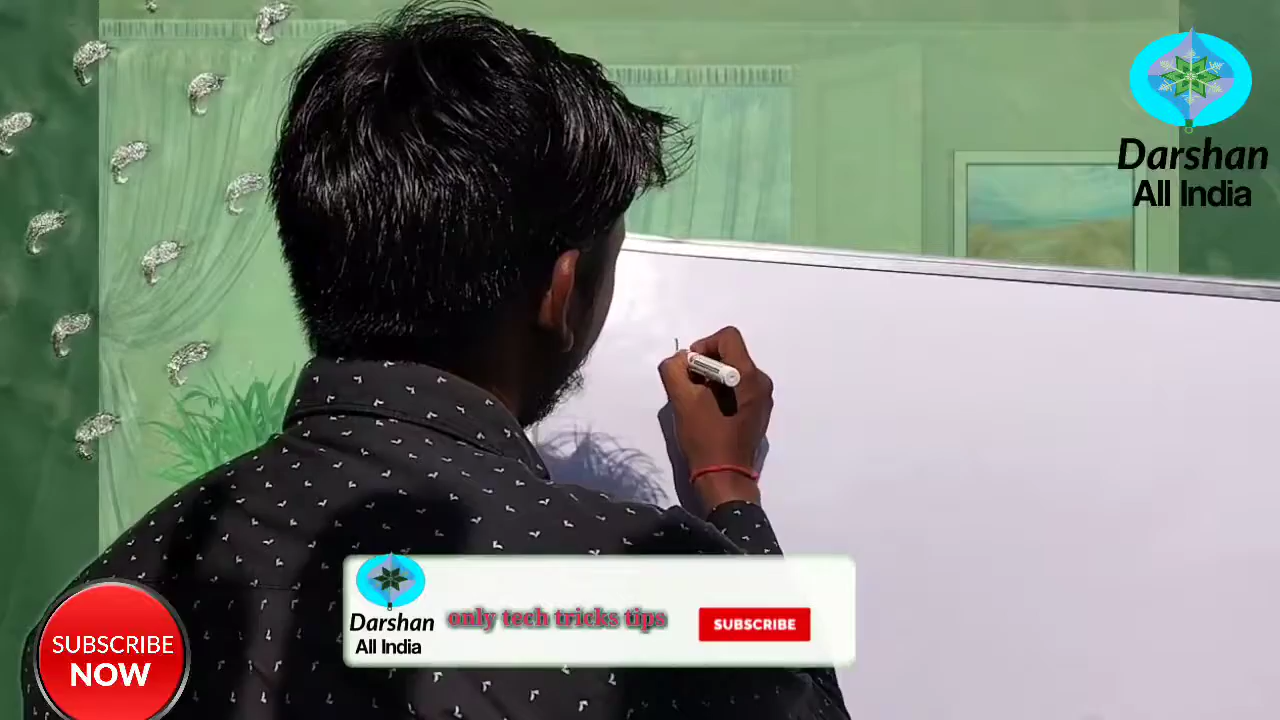 Darshan
All India
Darshan
All India
only tech tricks tips
SUBSCRIBE
SUBSCRIBE
NOW